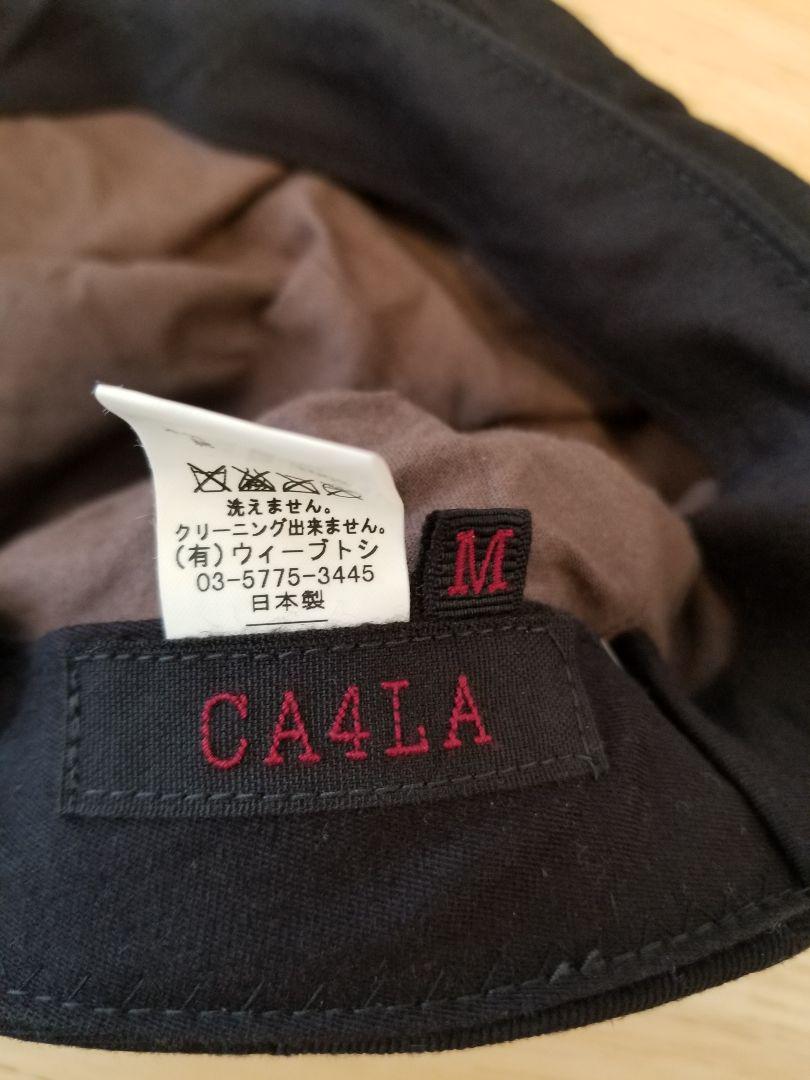 洗えません。
クリーニング出来ません。
(有)ウィーブトシ
03-5775-3445
日本製
M
CA4LA